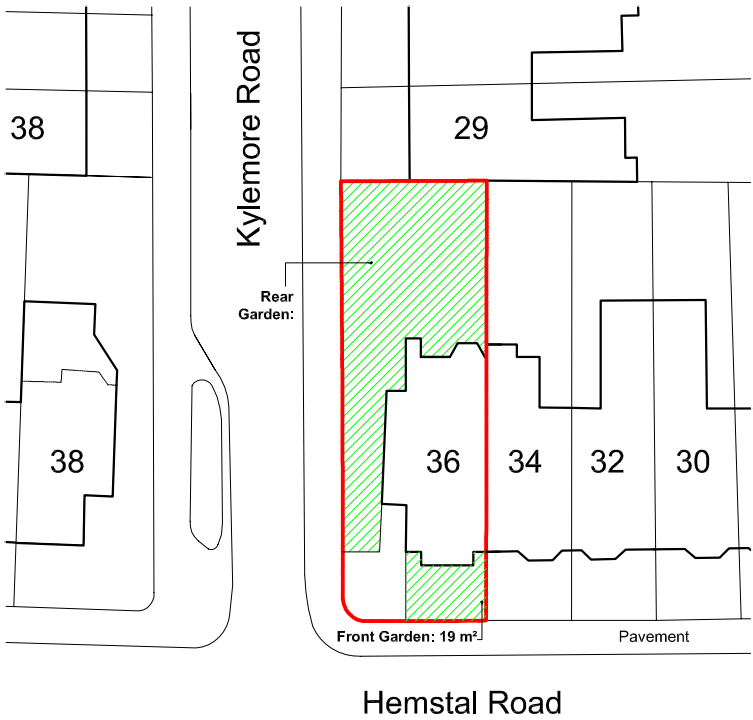 Kylemore Road
38
29
Rear
Garden:
38
36
34
32
30
Front Garden: 19 m²
Pavement
Hemstal Road